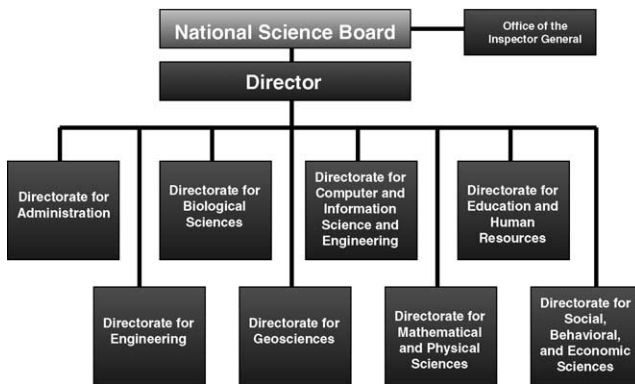 National Science Board
Office of the
Inspector General
Director
Directorate for
Administration
Directorate for
Biological
Sciences
Directorate for
Computer and
Information
Science and
Engineering
Directorate for
Education and
Human
Resources
Directorate for
Engineering
Directorate for
Geosciences
Directorate for
Mathematical
and Physical
Sciences
Directorate for
Social,
Behavioral,
and Economic
Sciences